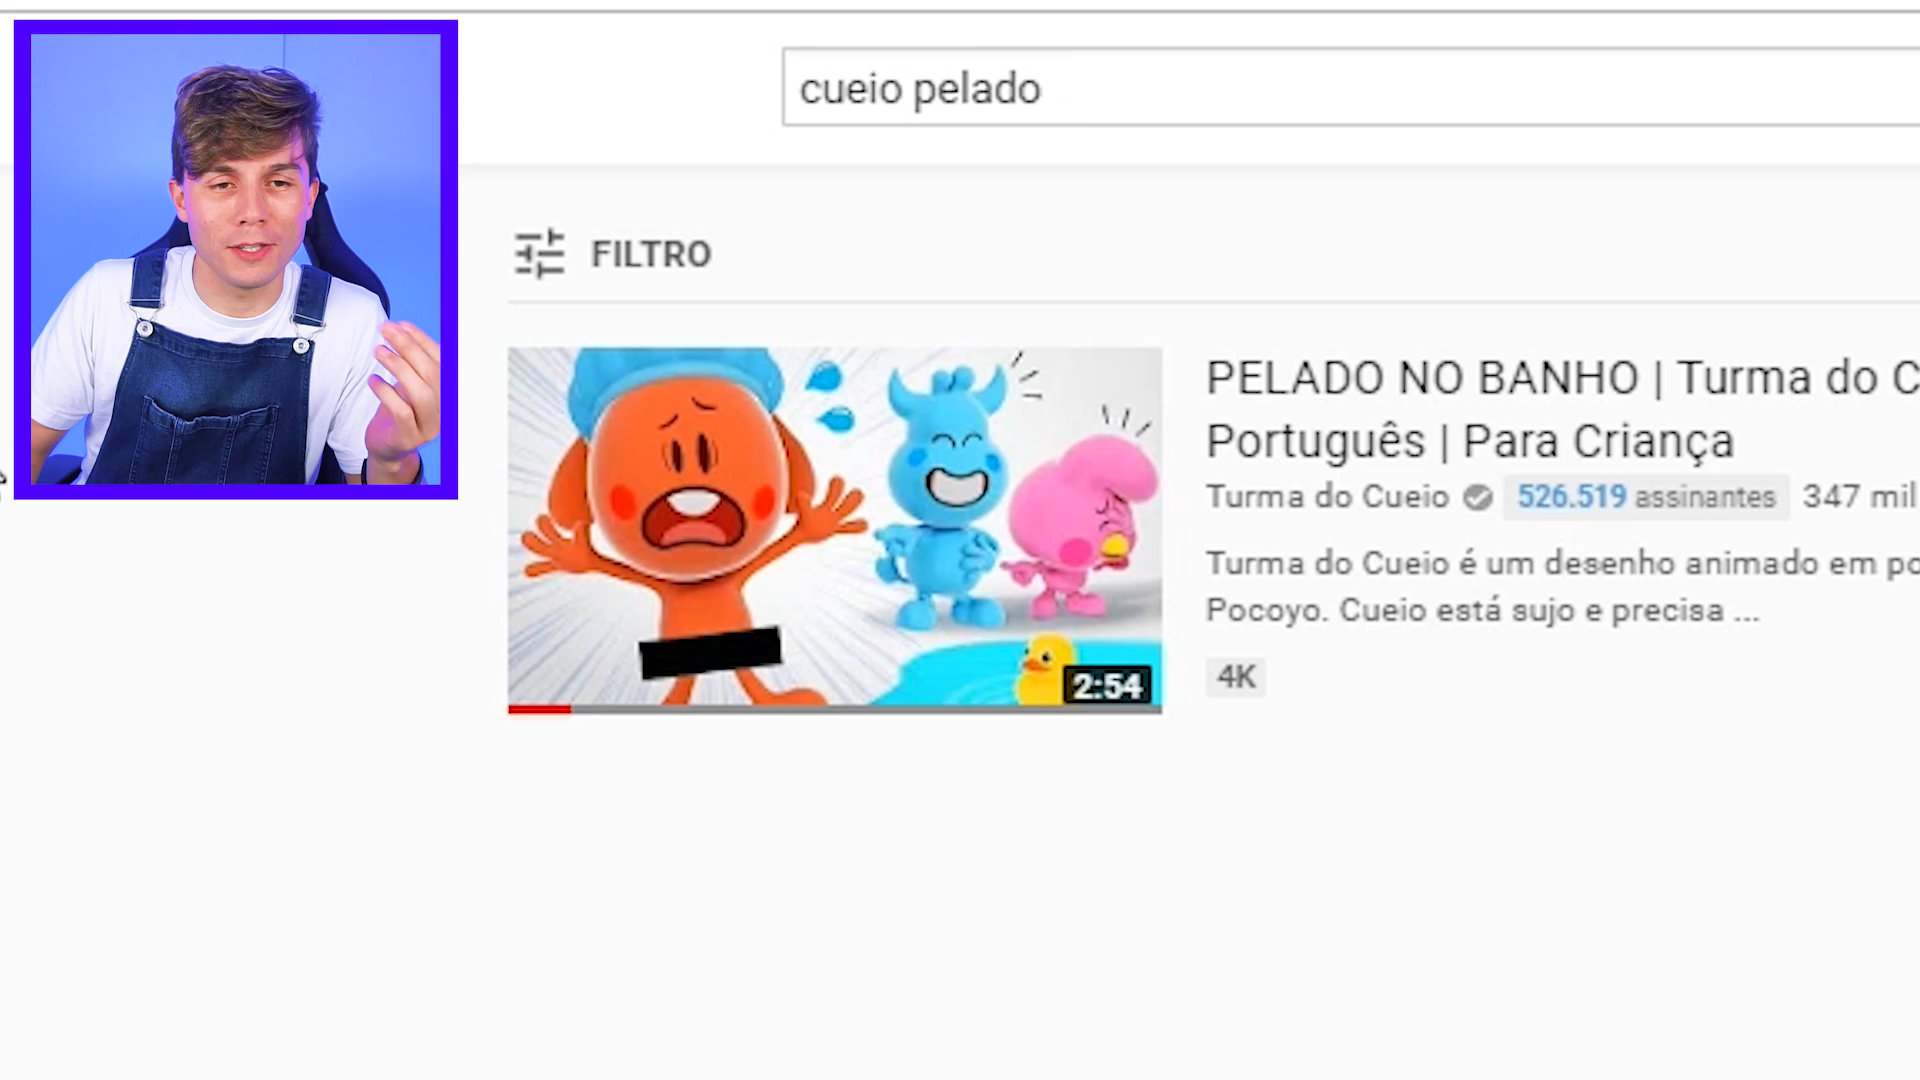 cueio pelado
FILTRO
PELADO NO BANHO | Turma do C
Português | Para Criança
Turma do Cueio 526.519 assinantes 347 mil
Turma do Cueio é um desenho animado em po
Pocoyo. Cueio está sujo e precisa ...
2:54
4K